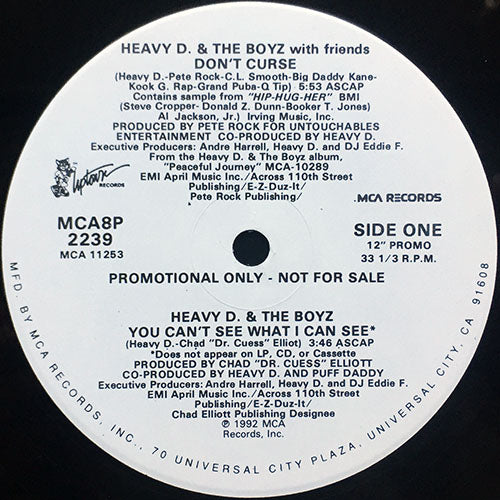 HEAVY D. & THE BOYZ with friends
DON'T CURSE
(Heavy D.-Pete Rock-C.L. Smooth-Big Daddy Kane-
Kook G. Rap-Grand Puba-Q Tip) 5:53 ASCAP
Contains sample from "HIP-HUG-HER" BMI
(Steve Cropper- Donald Z. Dunn-Booker T. Jones)
Al Jackson, Jr.) Irving Music, Inc.
PRODUCED BY PETE ROCK FOR UNTOUCHABLES
ENTERTAINMENT CO-PRODUCED BY HEAVY D.
Executive Producers: Andre Harrell, Heavy D. and DJ Eddie F.
From the Heavy D. & The Boyz album,
"Peaceful Journey" MCA-10289
EMI April Music Inc./Across 110th Street
Publishing/E-Z-Duz-It/
Pete Rock Publishing/
Uptown
RECORDS
MCA RECORDS
MCA8P
2239
MCA 11253
SIDE ONE
12" PROMO
33 1/3 R.P.M.
PROMOTIONAL ONLY - NOT FOR SALE
HEAVY D. & THE BOYZ
YOU CAN'T SEE WHAT I CAN SEE*
(Heavy D.-Chad "Dr. Cuess" Elliot) 3:46 ASCAP
*Does not appear on LP, CD, or Cassette
PRODUCED BY CHAD "DR. CUESS" ELLIOTT
CO-PRODUCED BY HEAVY D. AND PUFF DADDY
Executive Producers: Andre Harrell, Heavy D. and DJ Eddie F.
EMI April Music Inc./Across 110th Street
Publishing/E-Z-Duz-It/
Chad Elliott Publishing Designee
℗ 1992 MCA
Records, Inc.
MFD. BY MCA RECORDS, INC., 70 UNIVERSAL CITY PLAZA, UNIVERSAL CITY, CA 91608